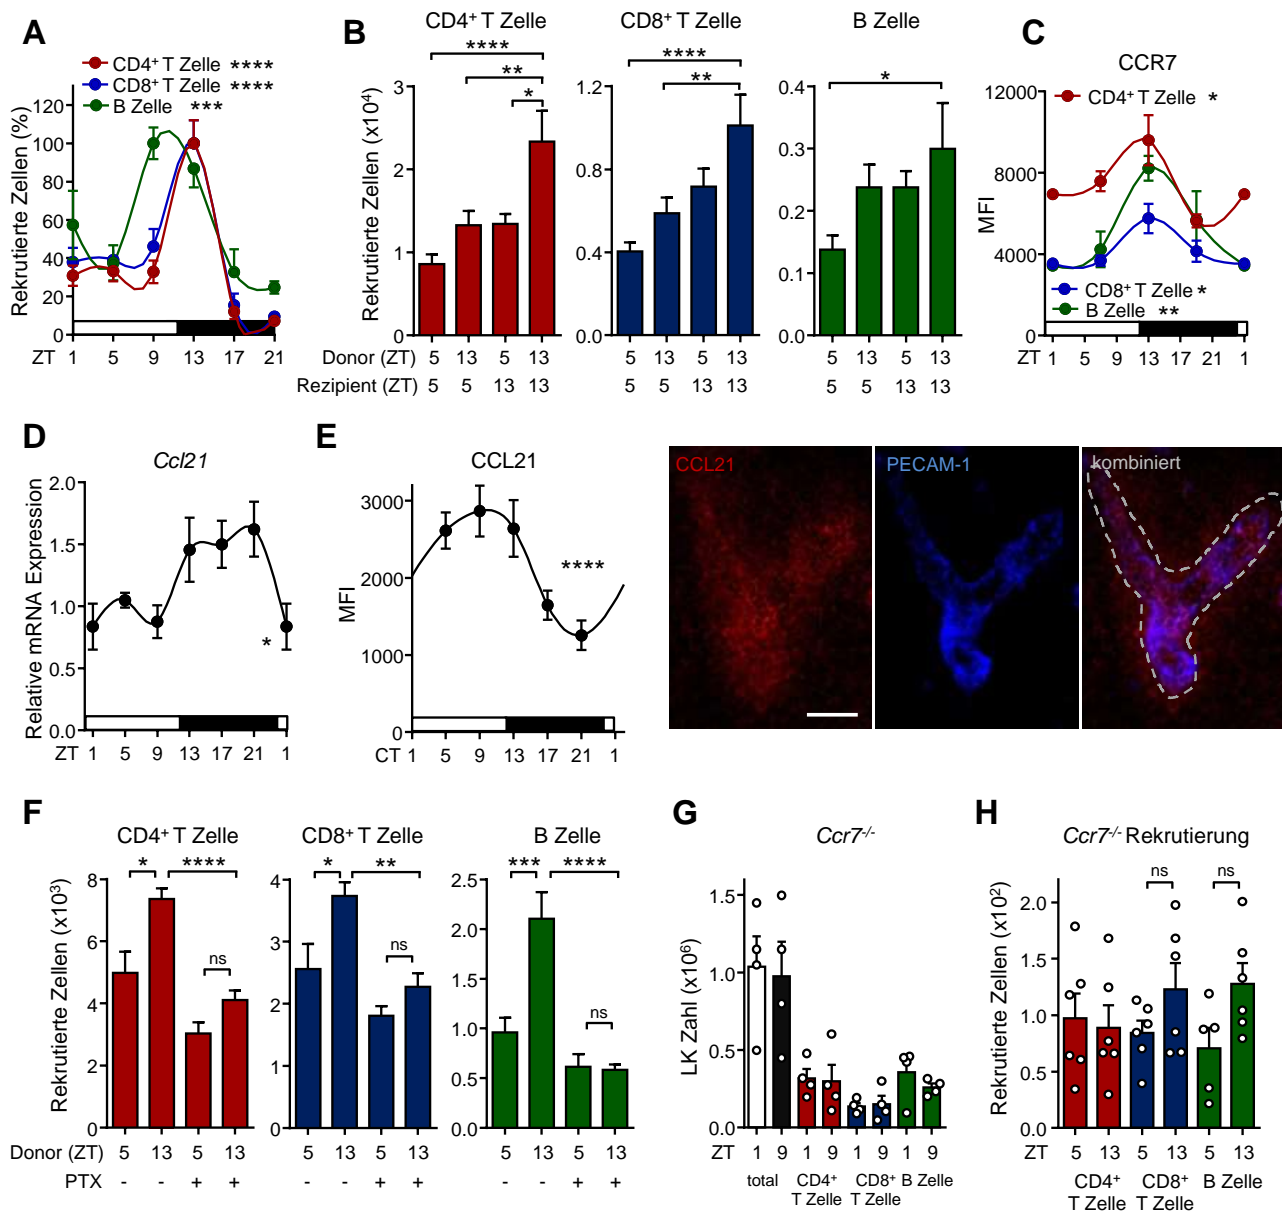 A
CD4⁺ T Zelle ****
CD8⁺ T Zelle ****
B Zelle ***
Rekrutierte Zellen (%)
120
100
80
60
40
20
0
ZT 1 5 9 13 17 21
B
CD4⁺ T Zelle
****
**
*
Rekrutierte Zellen (x10⁴)
3
2
1
0
Donor (ZT) 5 13 5 13
Rezipient (ZT) 5 5 13 13
CD8⁺ T Zelle
****
**
1.2
0.8
0.4
0.0
5 13 5 13
5 5 13 13
B Zelle
*
0.4
0.3
0.2
0.1
0.0
5 13 5 13
5 5 13 13
C
CCR7
CD4⁺ T Zelle *
MFI
12000
8000
4000
0
CD8⁺ T Zelle *
B Zelle **
ZT 1 5 9 13 17 21 1
D
Ccl21
Relative mRNA Expression
2.0
1.5
1.0
0.5
0.0
*
ZT 1 5 9 13 17 21 1
E
CCL21
MFI
3000
2000
1000
0
****
CT 1 5 9 13 17 21 1
CCL21
PECAM-1
kombiniert
F
CD4⁺ T Zelle
* ****
ns
Rekrutierte Zellen (x10³)
8
6
4
2
0
Donor (ZT) 5 13 5 13
PTX - - + +
CD8⁺ T Zelle
* **
ns
4
3
2
1
0
5 13 5 13
- - + +
B Zelle
*** ****
ns
2.5
2.0
1.5
1.0
0.5
0.0
5 13 5 13
- - + +
G
Ccr7⁻/⁻
LK Zahl (x10⁶)
1.5
1.0
0.5
0.0
ZT 1 9 1 9 1 9 1 9
total CD4⁺ T Zelle CD8⁺ T Zelle B Zelle
H
Ccr7⁻/⁻ Rekrutierung
ns
ns
Rekrutierte Zellen (x10²)
2.0
1.5
1.0
0.5
0.0
ZT 5 13 5 13 5 13
CD4⁺ T Zelle CD8⁺ T Zelle B Zelle